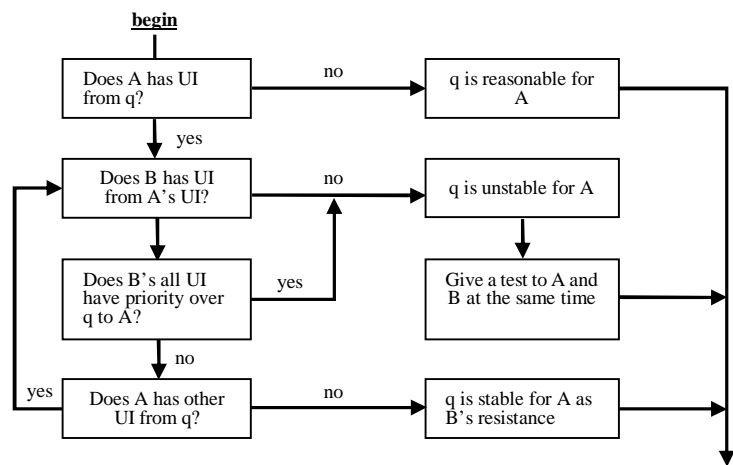 begin
Does A has UI
from q?
no
q is reasonable for
A
yes
Does B has UI
from A's UI?
no
q is unstable for A
Does B's all UI
have priority over
q to A?
yes
Give a test to A and
B at the same time
no
yes
Does A has other
UI from q?
no
q is stable for A as
B's resistance